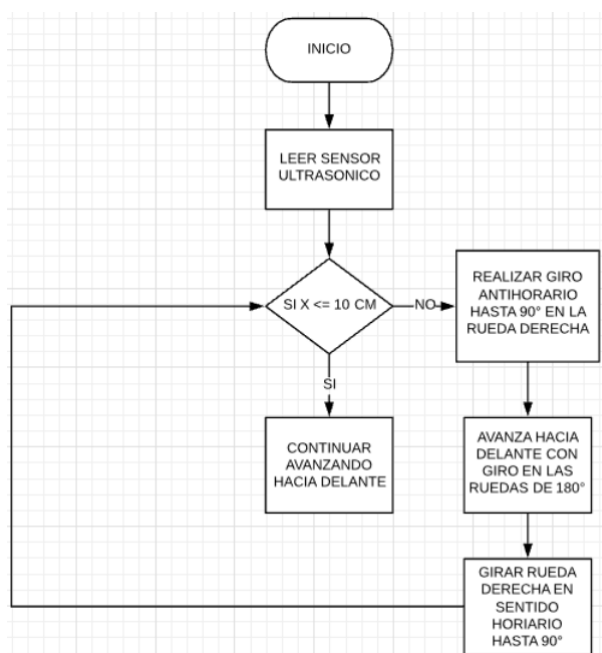 INICIO
LEER SENSOR
ULTRASONICO
SI X <= 10 CM
NO
REALIZAR GIRO
ANTIHORARIO
HASTA 90° EN LA
RUEDA DERECHA
SI
CONTINUAR
AVANZANDO
HACIA DELANTE
AVANZA HACIA
DELANTE CON
GIRO EN LAS
RUEDAS DE 180°
GIRAR RUEDA
DERECHA EN
SENTIDO
HORIARIO
HASTA 90°